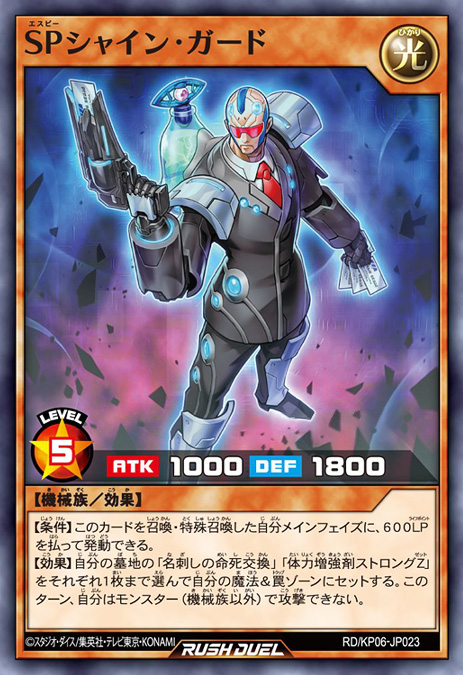 エスピー
SPシャイン・ガード
ひかり
光
LEVEL
5
ATK 1000 DEF 1800
【機械族/効果】
【条件】このカードを召喚・特殊召喚した自分メインフェイズに、600LP
を払って発動できる。
【効果】自分の墓地の「名刺しの命死交換」「体力増強剤ストロングZ」
をそれぞれ1枚まで選んで自分の魔法&罠ゾーンにセットする。この
ターン、自分はモンスター(機械族以外)で攻撃できない。
©スタジオ・ダイス/集英社・テレビ東京・KONAMI
RUSH DUEL
RD/KP06-JP023